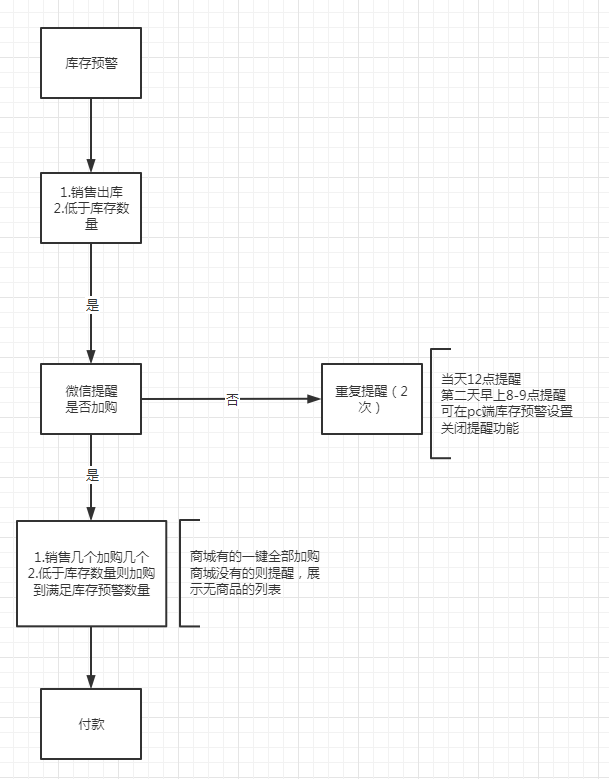 库存预警
1.销售出库
2.低于库存数
量
是
微信提醒
是否加购
否
重复提醒（2
次）
当天12点提醒
第二天早上8-9点提醒
可在pc端库存预警设置
关闭提醒功能
是
1.销售几个加购几个
2.低于库存数量则加购
到满足库存预警数量
商城有的一键全部加购
商城没有的则提醒，展
示无商品的列表
付款